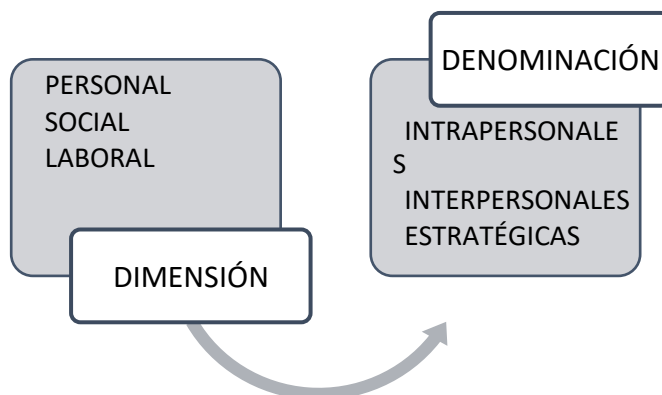 PERSONAL
SOCIAL
LABORAL
DIMENSIÓN
DENOMINACIÓN
INTRAPERSONALE
S
INTERPERSONALES
ESTRATÉGICAS